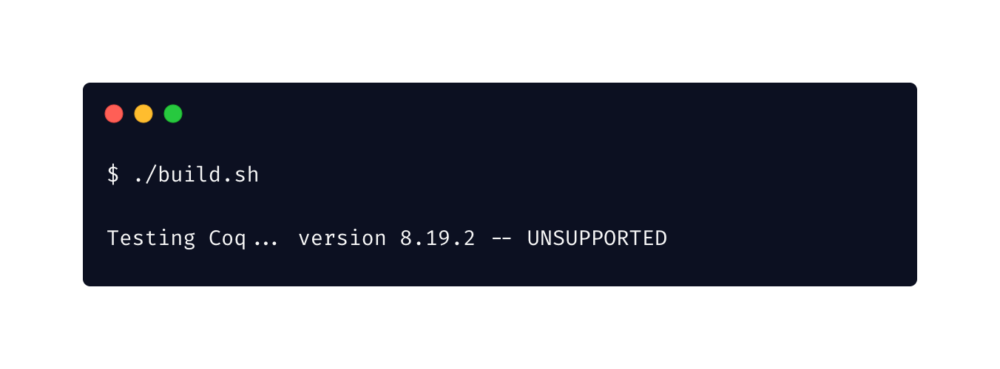 $ ./build.sh
Testing Coq... version 8.19.2 -- UNSUPPORTED